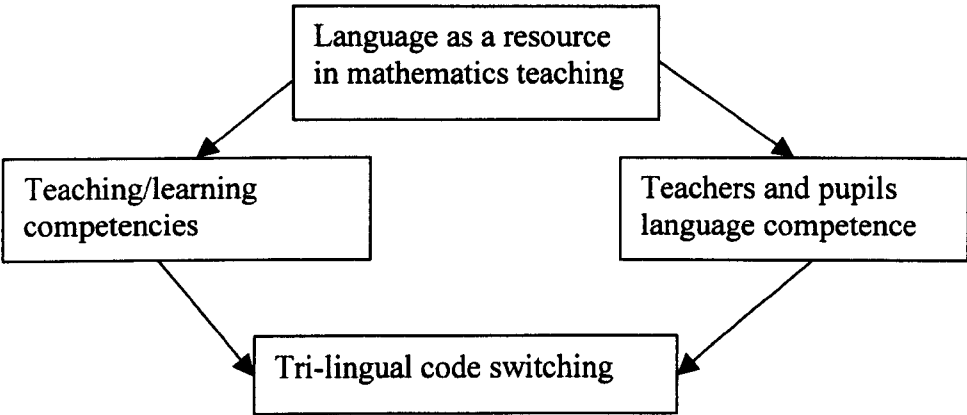 Language as a resource
in mathematics teaching
Teaching/learning
competencies
Teachers and pupils
language competence
Tri-lingual code switching